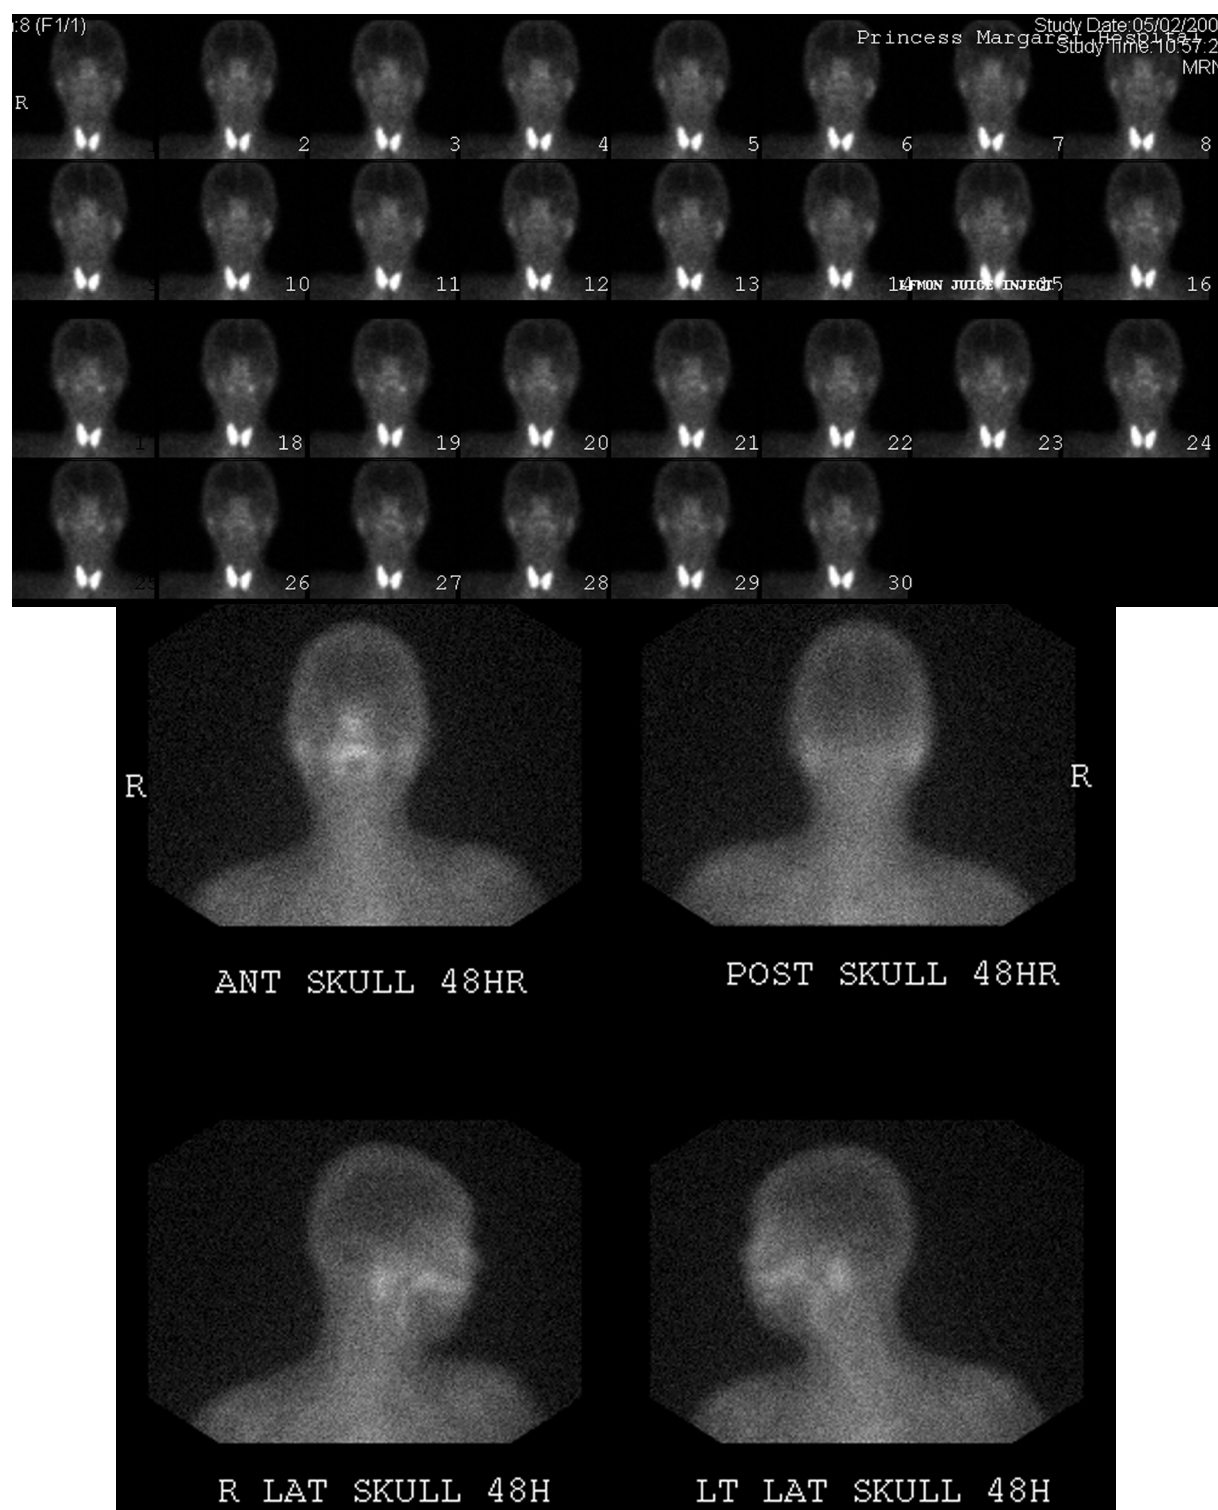 :8 (F1/1)
Study Date:05/02/200
Princess Margaret Hospital
Study Time:10:57:2
MRN
R
2 3 4 5 6 7 8
10 11 12 13 14 15 16
LEMON JUICE INJECT
18 19 20 21 22 23 24
25 26 27 28 29 30
R
R
ANT SKULL 48HR
POST SKULL 48HR
R LAT SKULL 48H
LT LAT SKULL 48H